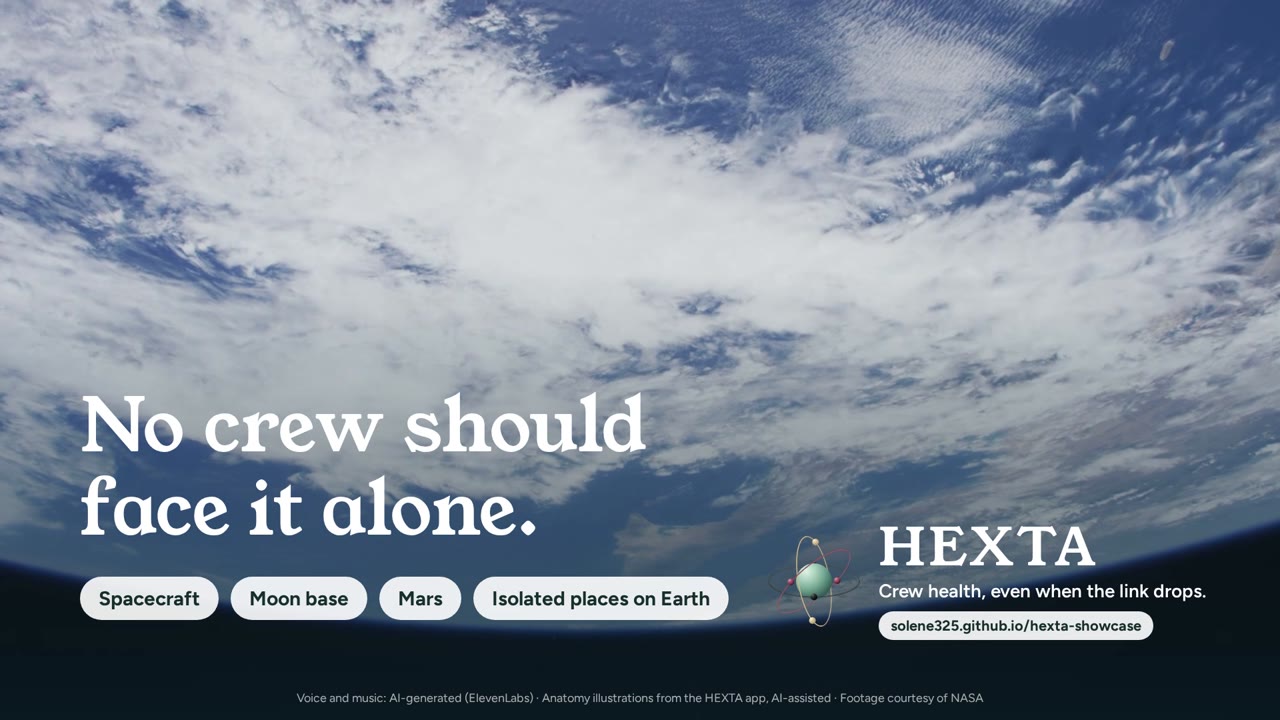 No crew should
face it alone.
Spacecraft
Moon base
Mars
Isolated places on Earth
HEXTA
Crew health, even when the link drops.
solene325.github.io/hexta-showcase
Voice and music: AI-generated (ElevenLabs) · Anatomy illustrations from the HEXTA app, AI-assisted · Footage courtesy of NASA